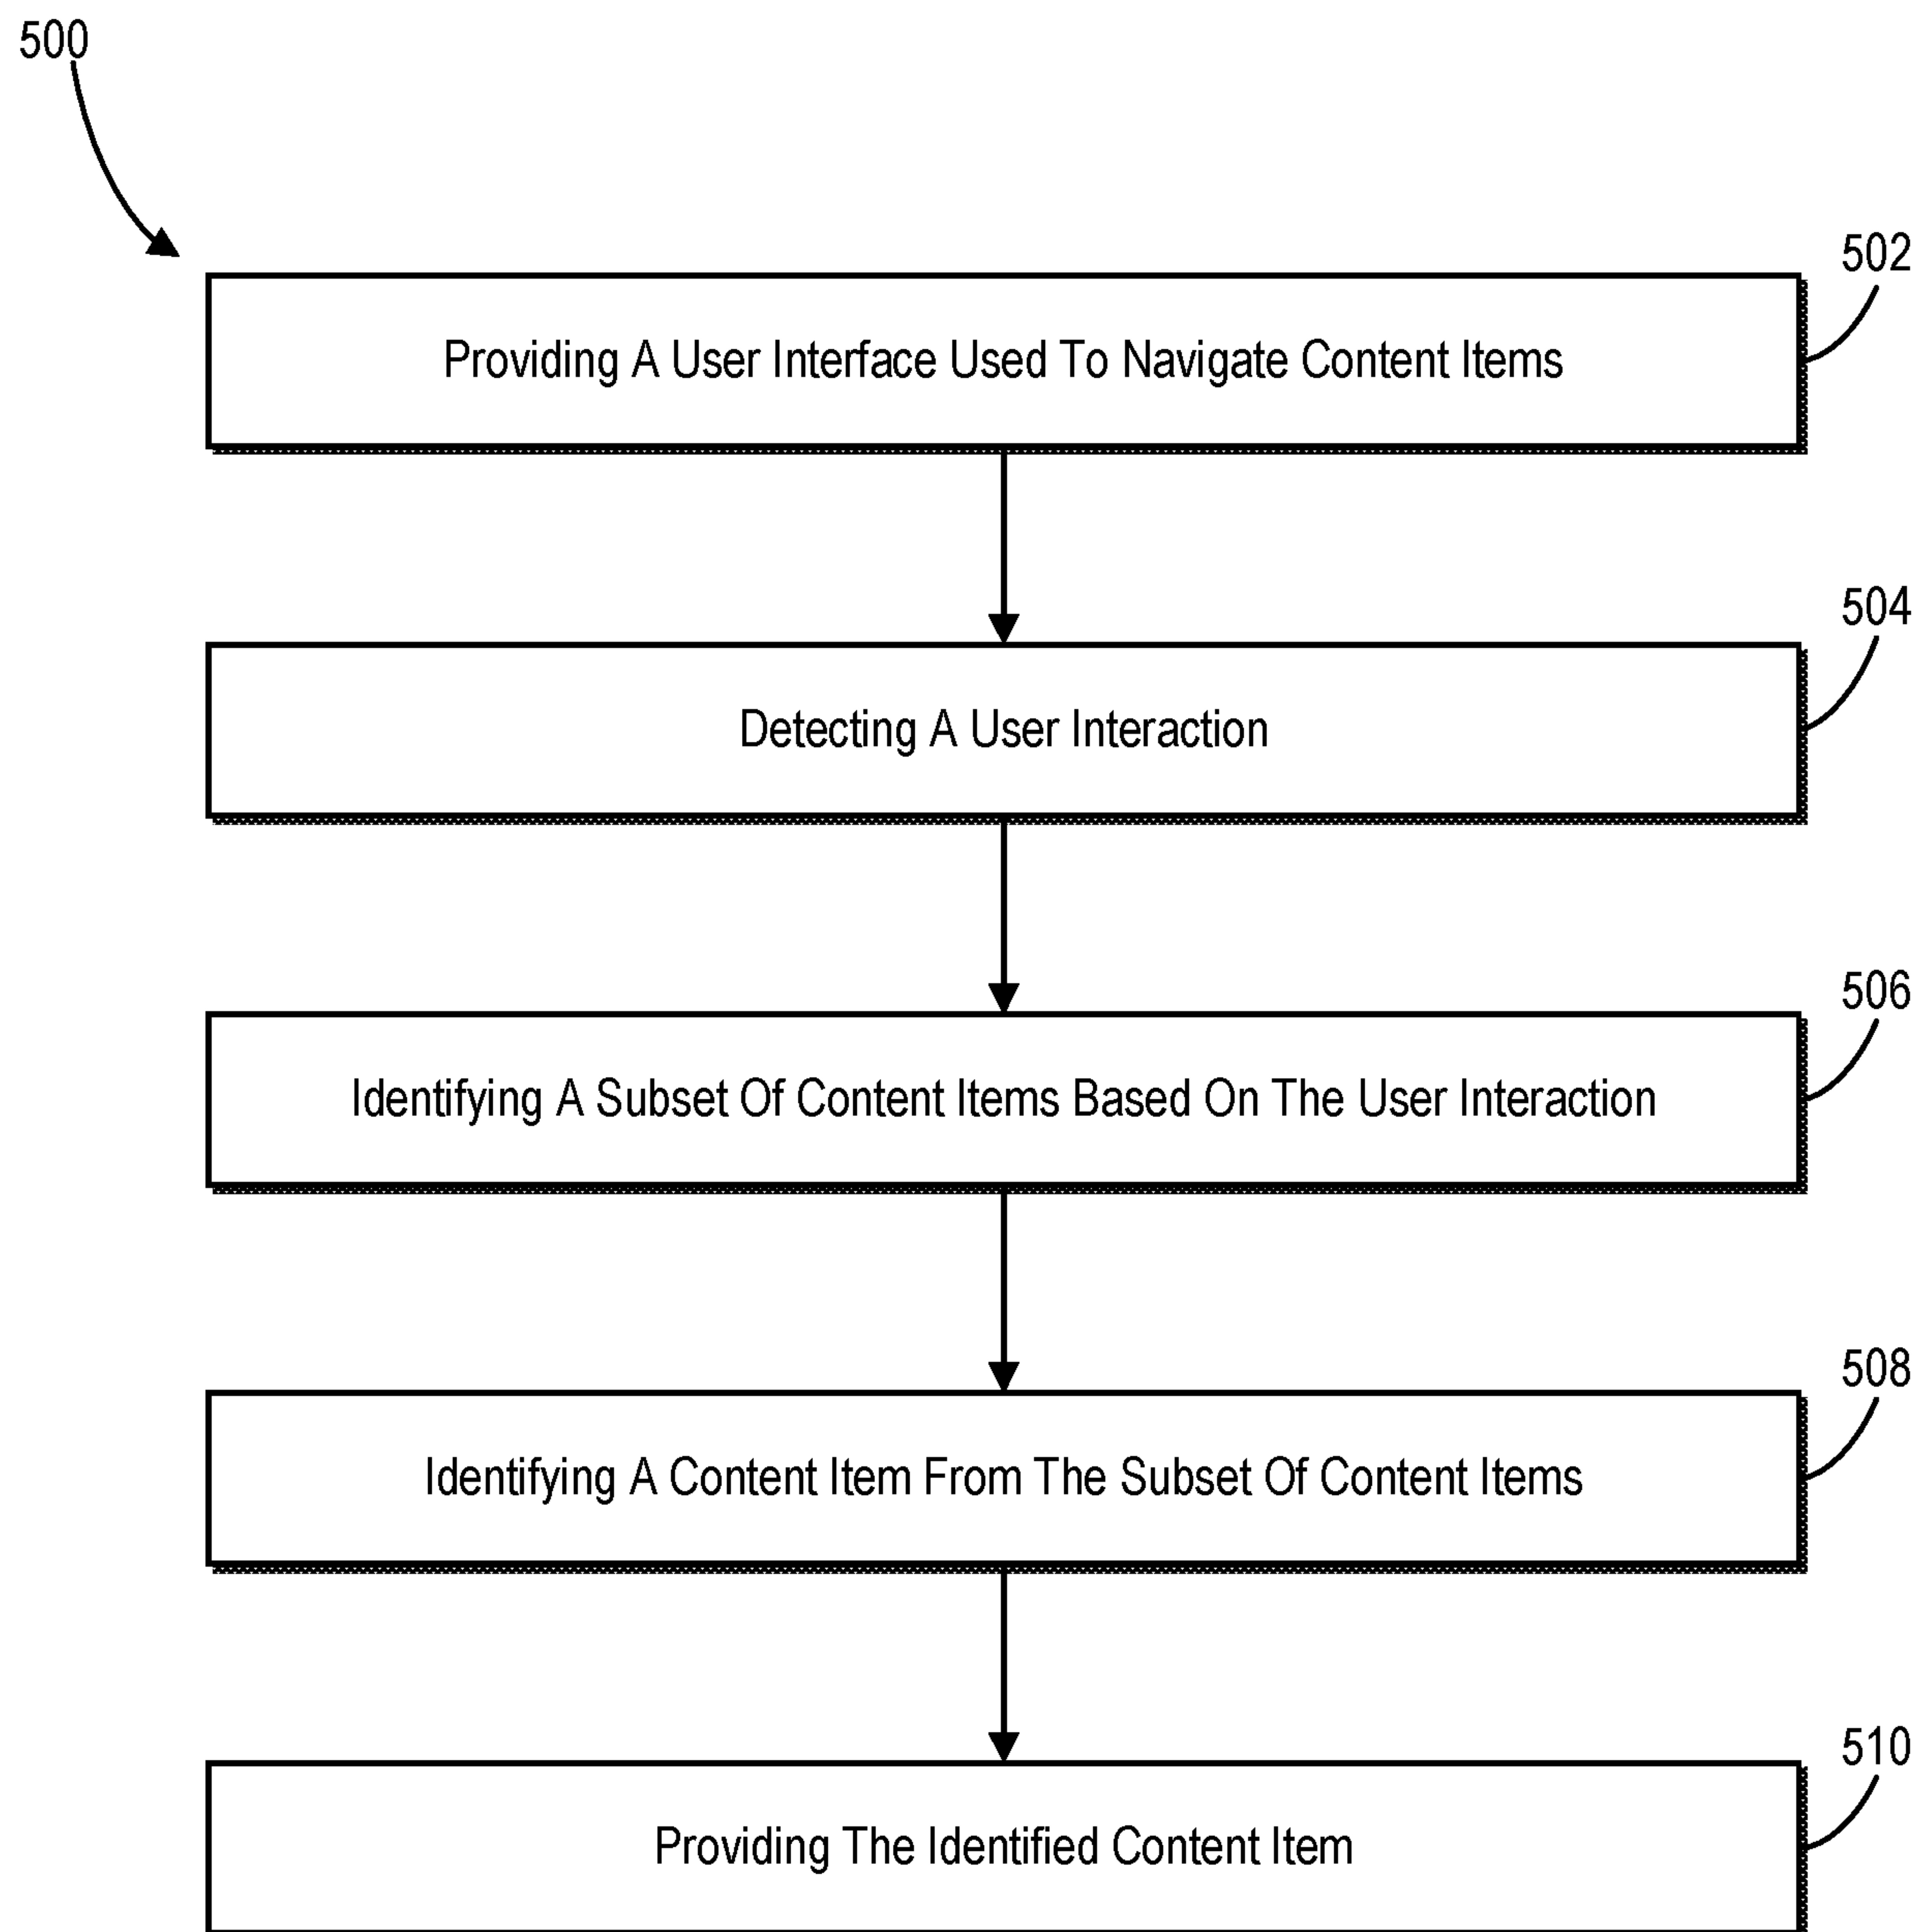 500
502
Providing A User Interface Used To Navigate Content Items
504
Detecting A User Interaction
506
Identifying A Subset Of Content Items Based On The User Interaction
508
Identifying A Content Item From The Subset Of Content Items
510
Providing The Identified Content Item